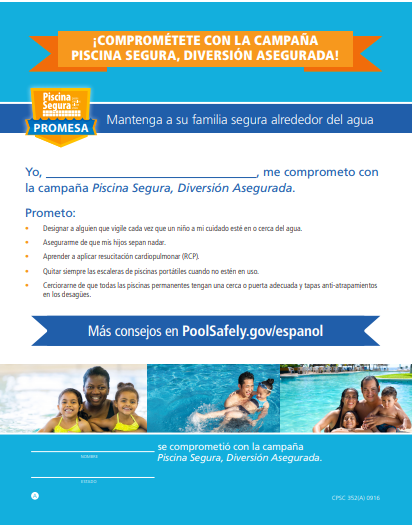 ¡COMPROMÉTETE CON LA CAMPAÑA
PISCINA SEGURA, DIVERSIÓN ASEGURADA!
Piscina
Segura
PROMESA
Mantenga a su familia segura alrededor del agua
Yo, ______________________________, me comprometo con
la campaña Piscina Segura, Diversión Asegurada.
Prometo:
• Designar a alguien que vigile cada vez que un niño a mi cuidado esté en o cerca del agua.
• Asegurarme de que mis hijos sepan nadar.
• Aprender a aplicar resucitación cardiopulmonar (RCP).
• Quitar siempre las escaleras de piscinas portátiles cuando no estén en uso.
• Cerciorarme de que todas las piscinas permanentes tengan una cerca o puerta adecuada y tapas anti-atrapamientos
en los desagües.
Más consejos en PoolSafely.gov/espanol
se comprometió con la campaña
NOMBRE
Piscina Segura, Diversión Asegurada.
CPSC 352(A) 0916